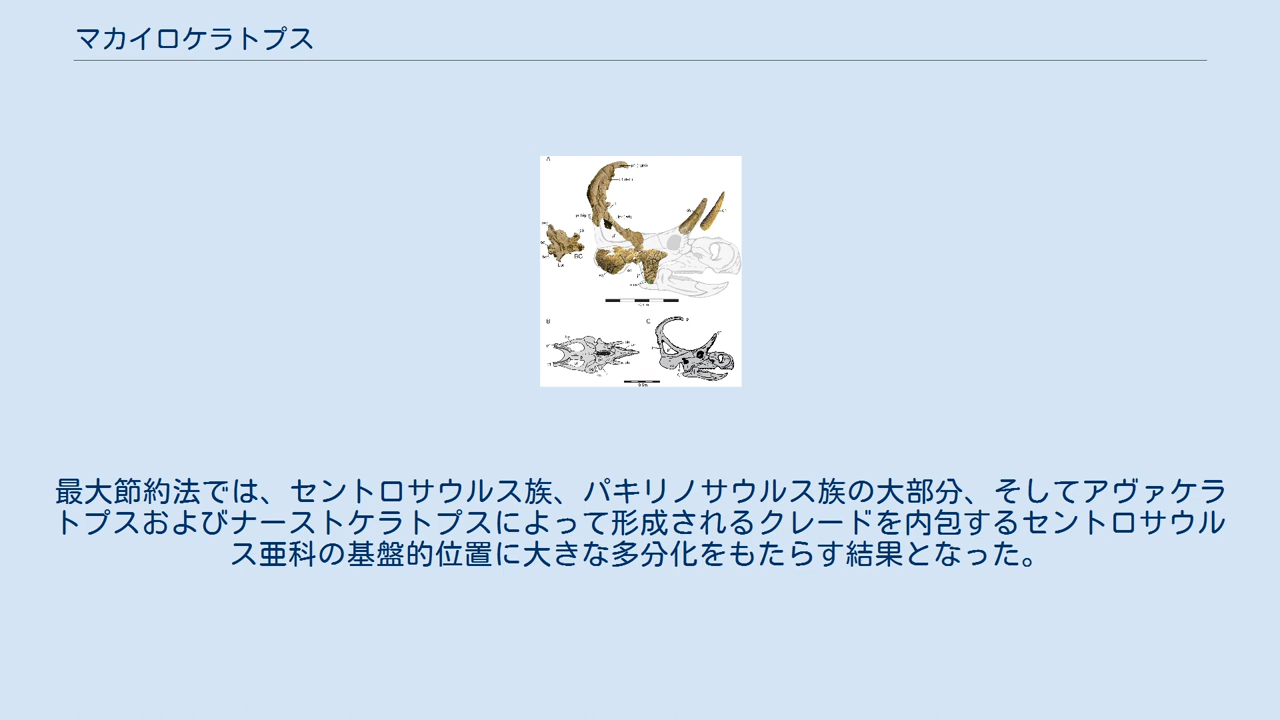 マカイロケラトプス
A
BC
B
C
最大節約法では、セントロサウルス族、パキリノサウルス族の大部分、そしてアヴァケラ
トプスおよびナーストケラトプスによって形成されるクレードを内包するセントロサウル
ス亜科の基盤的位置に大きな多分化をもたらす結果となった。